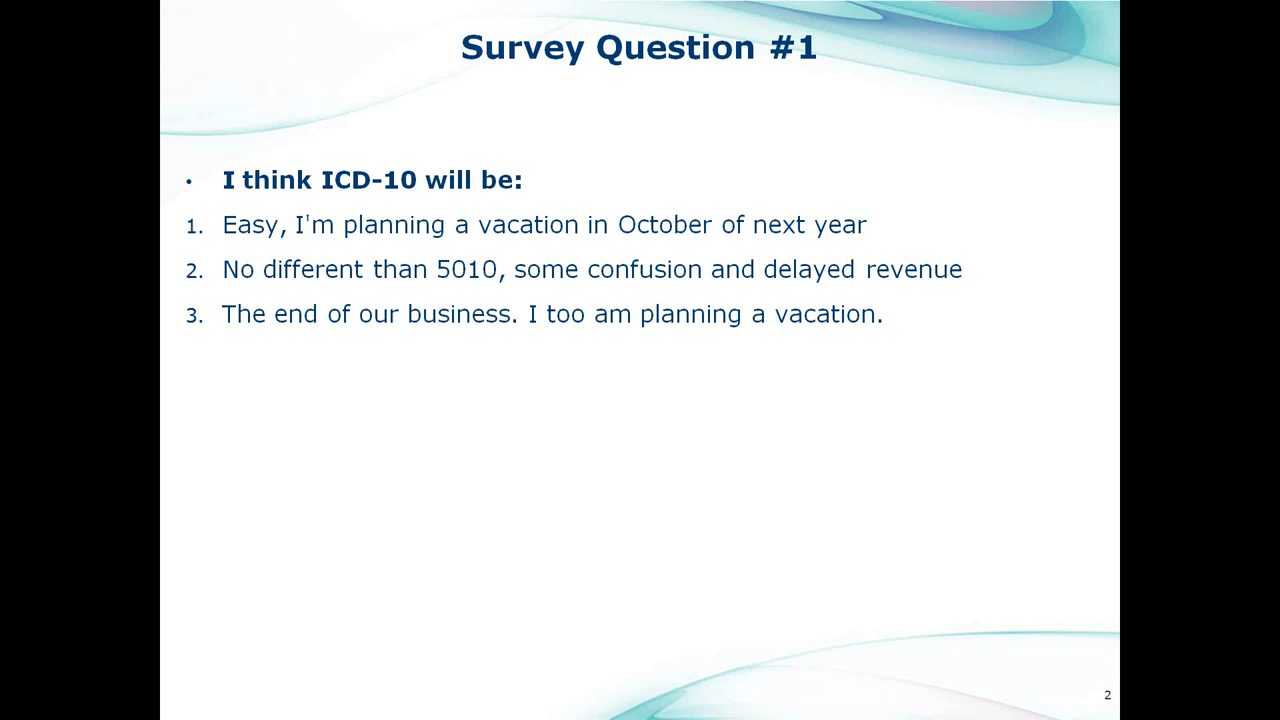 Survey Question #1
• I think ICD-10 will be:
1. Easy, I'm planning a vacation in October of next year
2. No different than 5010, some confusion and delayed revenue
3. The end of our business. I too am planning a vacation.
2